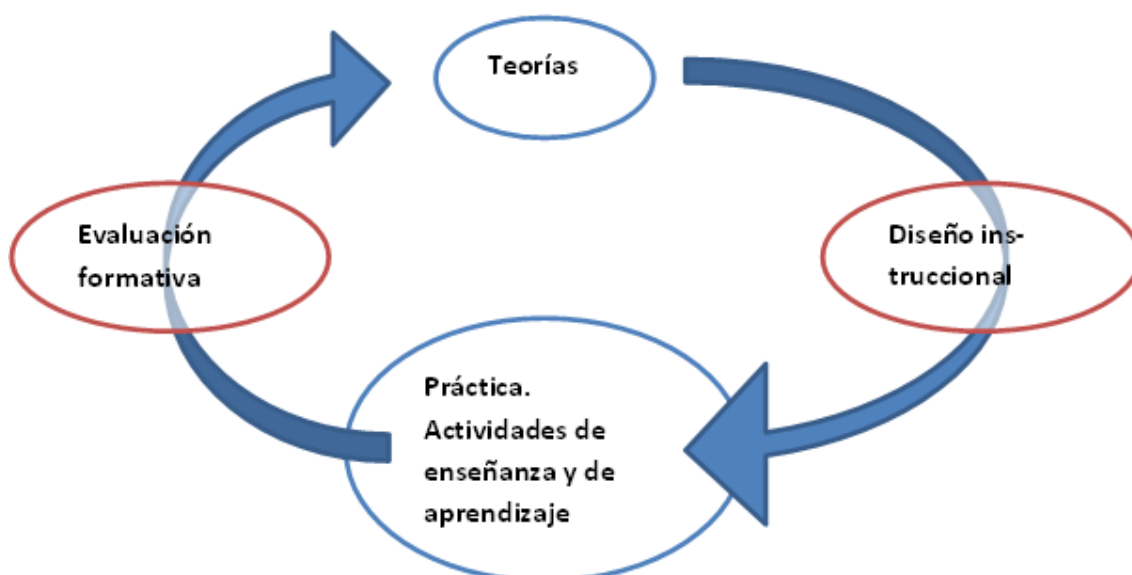 Teorías
Evaluación
formativa
Diseño ins-
truccional
Práctica.
Actividades de
enseñanza y de
aprendizaje